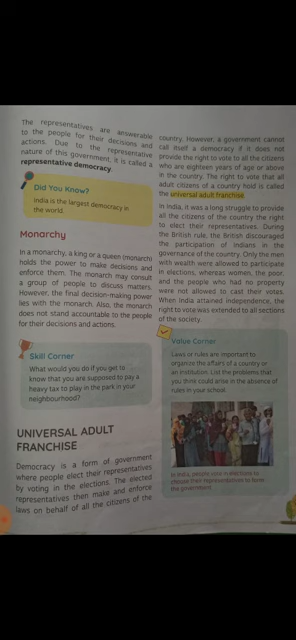 The representatives are answerable
to the people for their decisions and
actions. Due to the representative
nature of this government, it is called a
representative democracy.
Did You Know?
India is the largest democracy in
the world.
Monarchy
In a monarchy, a king or a queen (monarch)
holds the power to make decisions and
enforce them. The monarch may consult
a group of people to discuss matters.
However, the final decision-making power
lies with the monarch. Also, the monarch
does not stand accountable to the people
for their decisions and actions.
Skill Corner
What would you do if you get to
know that you are supposed to pay a
heavy tax to play in the park in your
neighbourhood?
UNIVERSAL ADULT
FRANCHISE
Democracy is a form of government
where people elect their representatives
by voting in the elections. The elected
representatives then make and enforce
laws on behalf of all the citizens of the
country. However, a government cannot
call itself a democracy if it does not
provide the right to vote to all the citizens
who are eighteen years of age or above
in the country. The right to vote that all
adult citizens of a country hold is called
the universal adult franchise.
In India, it was a long struggle to provide
all the citizens of the country the right
to elect their representatives. During
the British rule, the British discouraged
the participation of Indians in the
governance of the country. Only the men
with wealth were allowed to participate
in elections, whereas women, the poor,
and the people who had no property
were not allowed to cast their votes.
When India attained independence, the
right to vote was extended to all sections
of the society.
Value Corner
Laws or rules are important to
organize the affairs of a country or
an institution. List the problems that
you think could arise in the absence of
rules in your school.
In India, people vote in elections to
choose their representatives to form
the government.